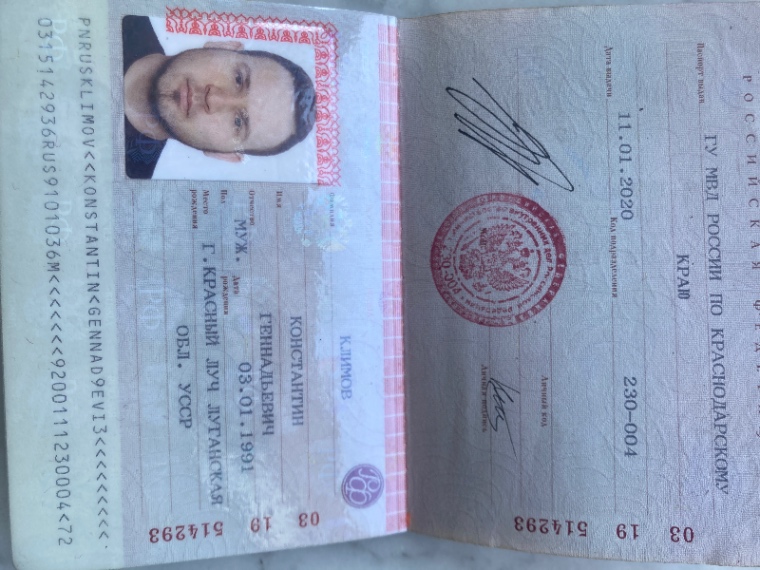 РОССИЙСКАЯ ФЕДЕРАЦИЯ
Паспорт выдан
ГУ МВД РОССИИ ПО КРАСНОДАРСКОМУ
КРАЮ
Дата выдачи 11.01.2020 Код подразделения 230-004
Личный код
Личная подпись
03 19 514293
Фамилия КЛИМОВ
Имя КОНСТАНТИН
Отчество ГЕННАДЬЕВИЧ
Пол МУЖ. Дата рождения 03.01.1991
Место рождения Г.КРАСНЫЙ ЛУЧ ЛУГАНСКАЯ
ОБЛ. УССР
03 19 514293
PNRUSKLIMOV<<KONSTANTIN<GENNAD9EVI3<<<<<<<<<
0315142936RUS9101036M<<<<<<<9200111230004<72